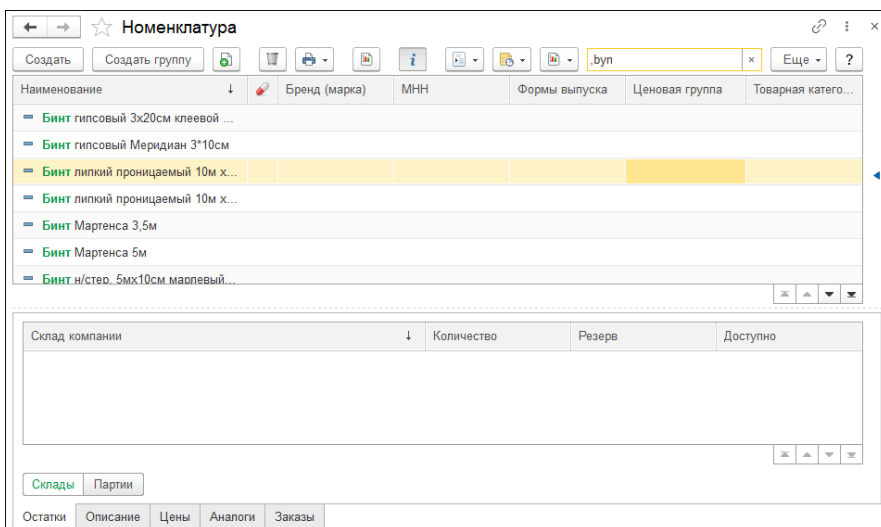 Номенклатура
Создать Создать группу ,byn Еще ?
Наименование Бренд (марка) МНН Формы выпуска Ценовая группа Товарная катего...
Бинт гипсовый 3х20см клеевой ...
Бинт гипсовый Меридиан 3*10см
Бинт липкий проницаемый 10м х...
Бинт липкий проницаемый 10м х...
Бинт Мартенса 3,5м
Бинт Мартенса 5м
Бинт н/стер. 5мх10см марлевый...
Склад компании Количество Резерв Доступно
Склады Партии
Остатки Описание Цены Аналоги Заказы